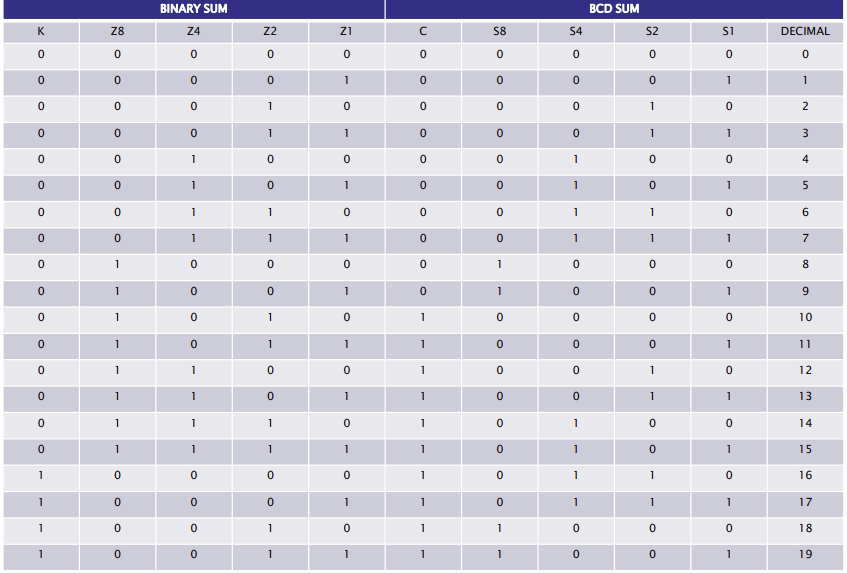 BINARY SUM BCD SUM
K Z8 Z4 Z2 Z1 C S8 S4 S2 S1 DECIMAL
0 0 0 0 0 0 0 0 0 0 0
0 0 0 0 1 0 0 0 0 1 1
0 0 0 1 0 0 0 0 1 0 2
0 0 0 1 1 0 0 0 1 1 3
0 0 1 0 0 0 0 1 0 0 4
0 0 1 0 1 0 0 1 0 1 5
0 0 1 1 0 0 0 1 1 0 6
0 0 1 1 1 0 0 1 1 1 7
0 1 0 0 0 0 1 0 0 0 8
0 1 0 0 1 0 1 0 0 1 9
0 1 0 1 0 1 0 0 0 0 10
0 1 0 1 1 1 0 0 0 1 11
0 1 1 0 0 1 0 0 1 0 12
0 1 1 0 1 1 0 0 1 1 13
0 1 1 1 0 1 0 1 0 0 14
0 1 1 1 1 1 0 1 0 1 15
1 0 0 0 0 1 0 1 1 0 16
1 0 0 0 1 1 0 1 1 1 17
1 0 0 1 0 1 1 0 0 0 18
1 0 0 1 1 1 1 0 0 1 19